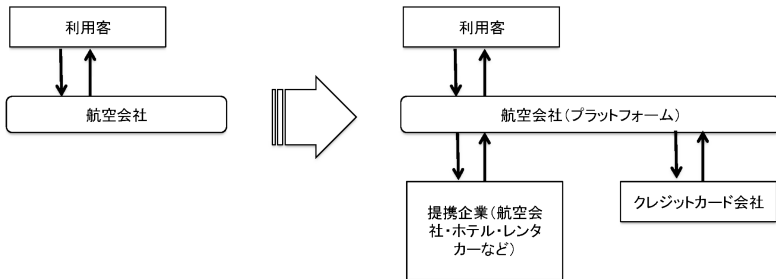 利用客
航空会社
利用客
航空会社(プラットフォーム)
提携企業(航空会
社・ホテル・レンタ
カーなど)
クレジットカード会社